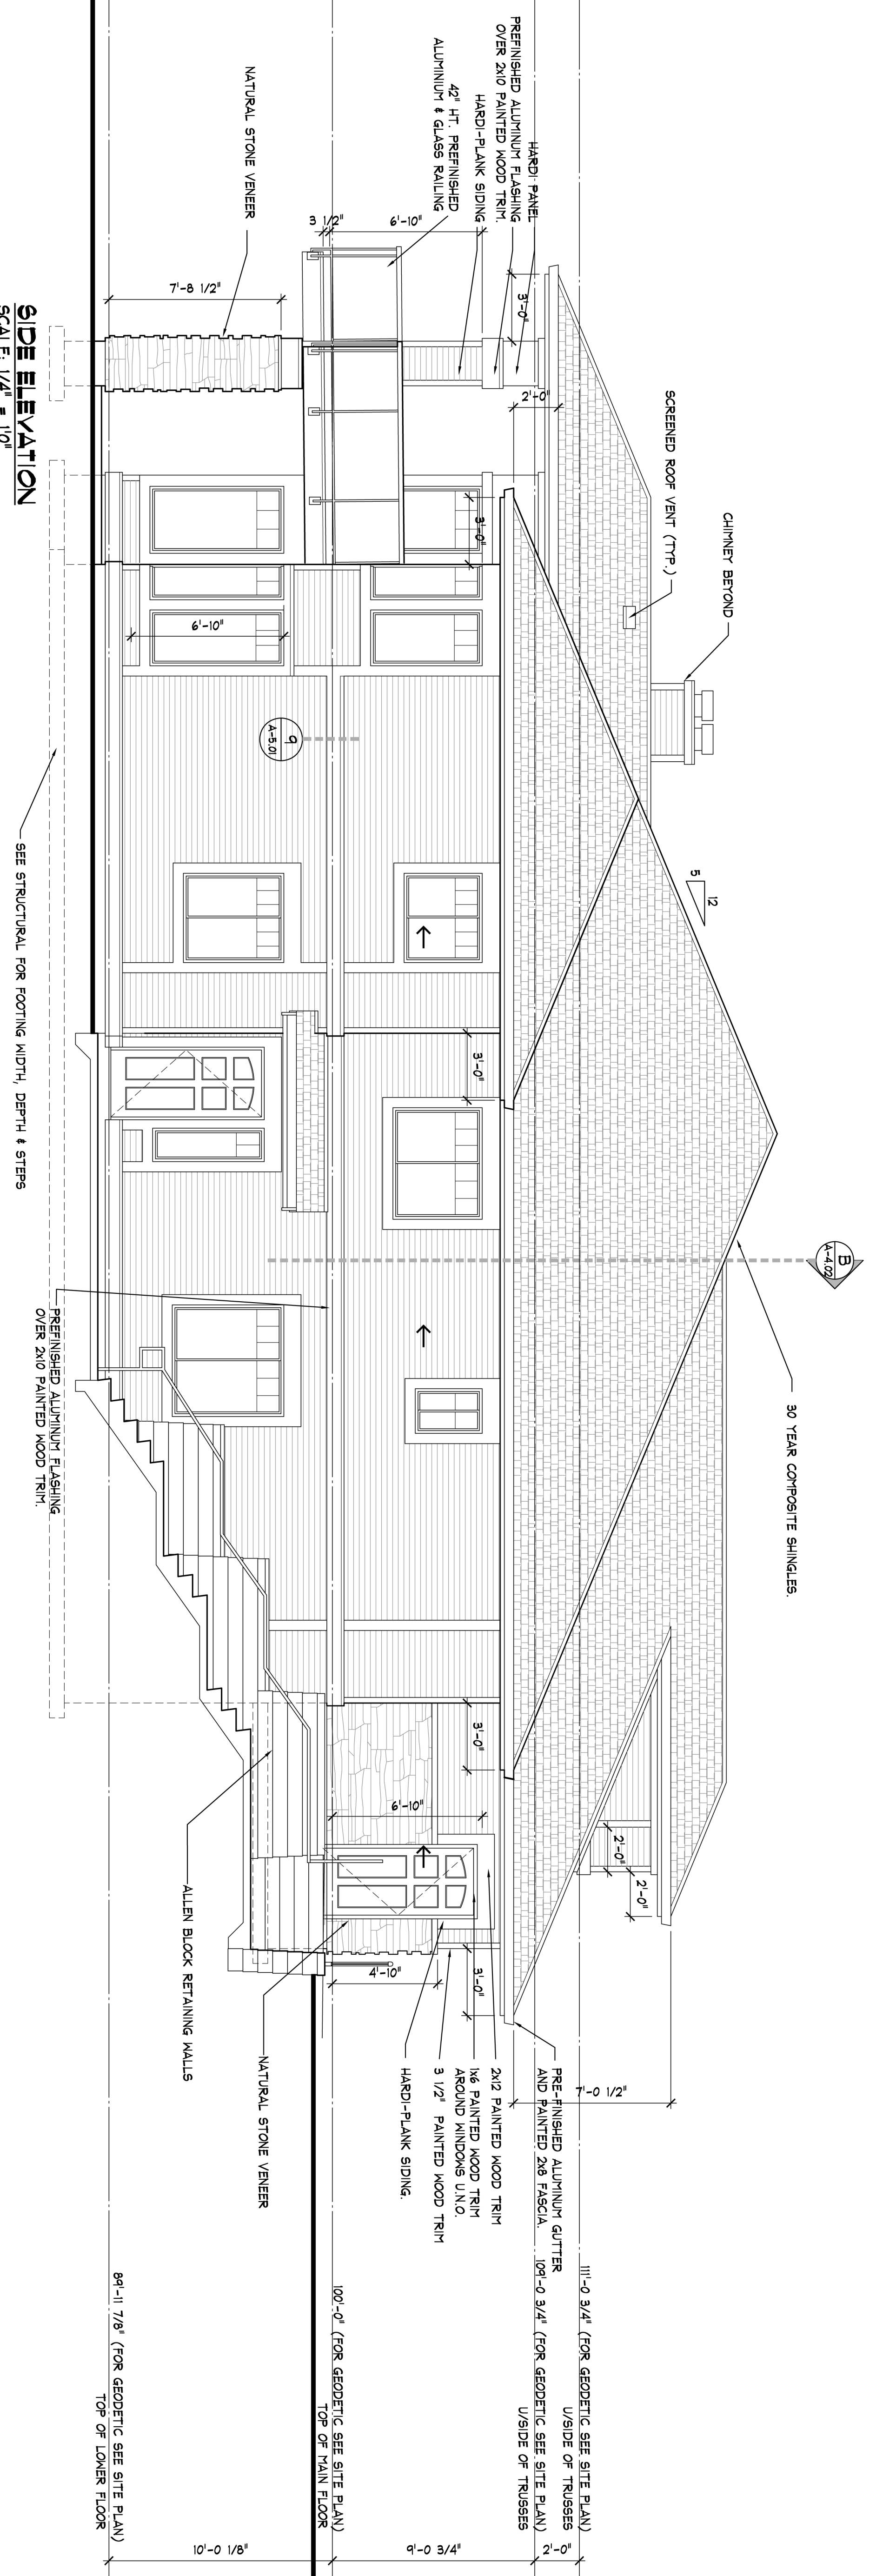 PREFINISHED ALUMINUM FLASHING
OVER 2x10 PAINTED WOOD TRIM.
HARDI PANEL
HARDI-PLANK SIDING
42" HT. PREFINISHED
ALUMINIUM & GLASS RAILING
NATURAL STONE VENEER
3 1/2"
6'-10"
7'-8 1/2"
3'-0"
2'-0"
3'-0"
SCREENED ROOF VENT (TYP.)
CHIMNEY BEYOND
6'-10"
9
A-5.01
5
12
3'-0"
B
A-4.02
30 YEAR COMPOSITE SHINGLES.
SEE STRUCTURAL FOR FOOTING WIDTH, DEPTH & STEPS
PREFINISHED ALUMINUM FLASHING
OVER 2x10 PAINTED WOOD TRIM.
3'-0"
6'-10"
2'-0"
2'-0"
4'-10"
3'-0"
ALLEN BLOCK RETAINING WALLS
NATURAL STONE VENEER
PRE-FINISHED ALUMINUM GUTTER
AND PAINTED 2x8 FASCIA.
7'-0 1/2"
2x12 PAINTED WOOD TRIM
1x6 PAINTED WOOD TRIM
AROUND WINDOWS U.N.O.
3 1/2" PAINTED WOOD TRIM
HARDI-PLANK SIDING.
111'-0 3/4" (FOR GEODETIC SEE SITE PLAN)
U/SIDE OF TRUSSES
109'-0 3/4" (FOR GEODETIC SEE SITE PLAN)
U/SIDE OF TRUSSES
100'-0" (FOR GEODETIC SEE SITE PLAN)
TOP OF MAIN FLOOR
89'-11 7/8" (FOR GEODETIC SEE SITE PLAN)
TOP OF LOWER FLOOR
2'-0"
9'-0 3/4"
10'-0 1/8"
SIDE ELEVATION
SCALE: 1/4" = 1'0"